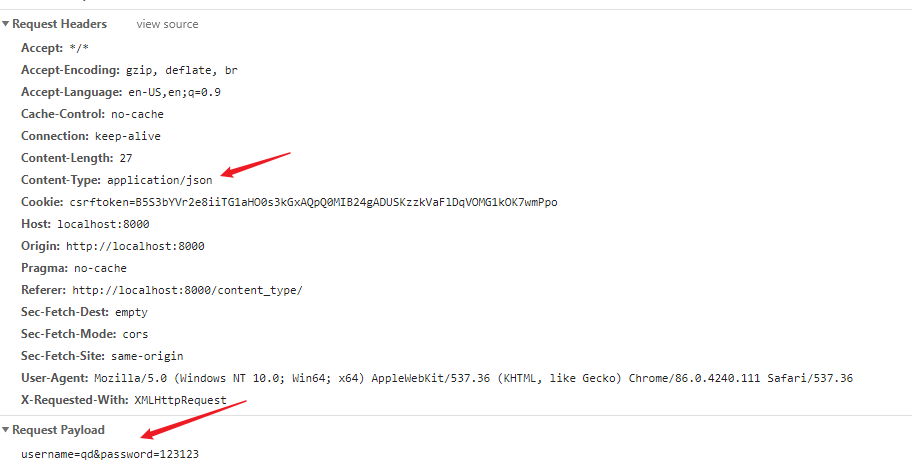 Request Headers view source
Accept: */*
Accept-Encoding: gzip, deflate, br
Accept-Language: en-US,en;q=0.9
Cache-Control: no-cache
Connection: keep-alive
Content-Length: 27
Content-Type: application/json
Cookie: csrftoken=B5S3bYVr2e8iiTG1aHO0s3kGxAQpQ0MIB24gADUSKzzkVaFlDqVOMG1kOK7wmPpo
Host: localhost:8000
Origin: http://localhost:8000
Pragma: no-cache
Referer: http://localhost:8000/content_type/
Sec-Fetch-Dest: empty
Sec-Fetch-Mode: cors
Sec-Fetch-Site: same-origin
User-Agent: Mozilla/5.0 (Windows NT 10.0; Win64; x64) AppleWebKit/537.36 (KHTML, like Gecko) Chrome/86.0.4240.111 Safari/537.36
X-Requested-With: XMLHttpRequest
Request Payload
username=qd&password=123123